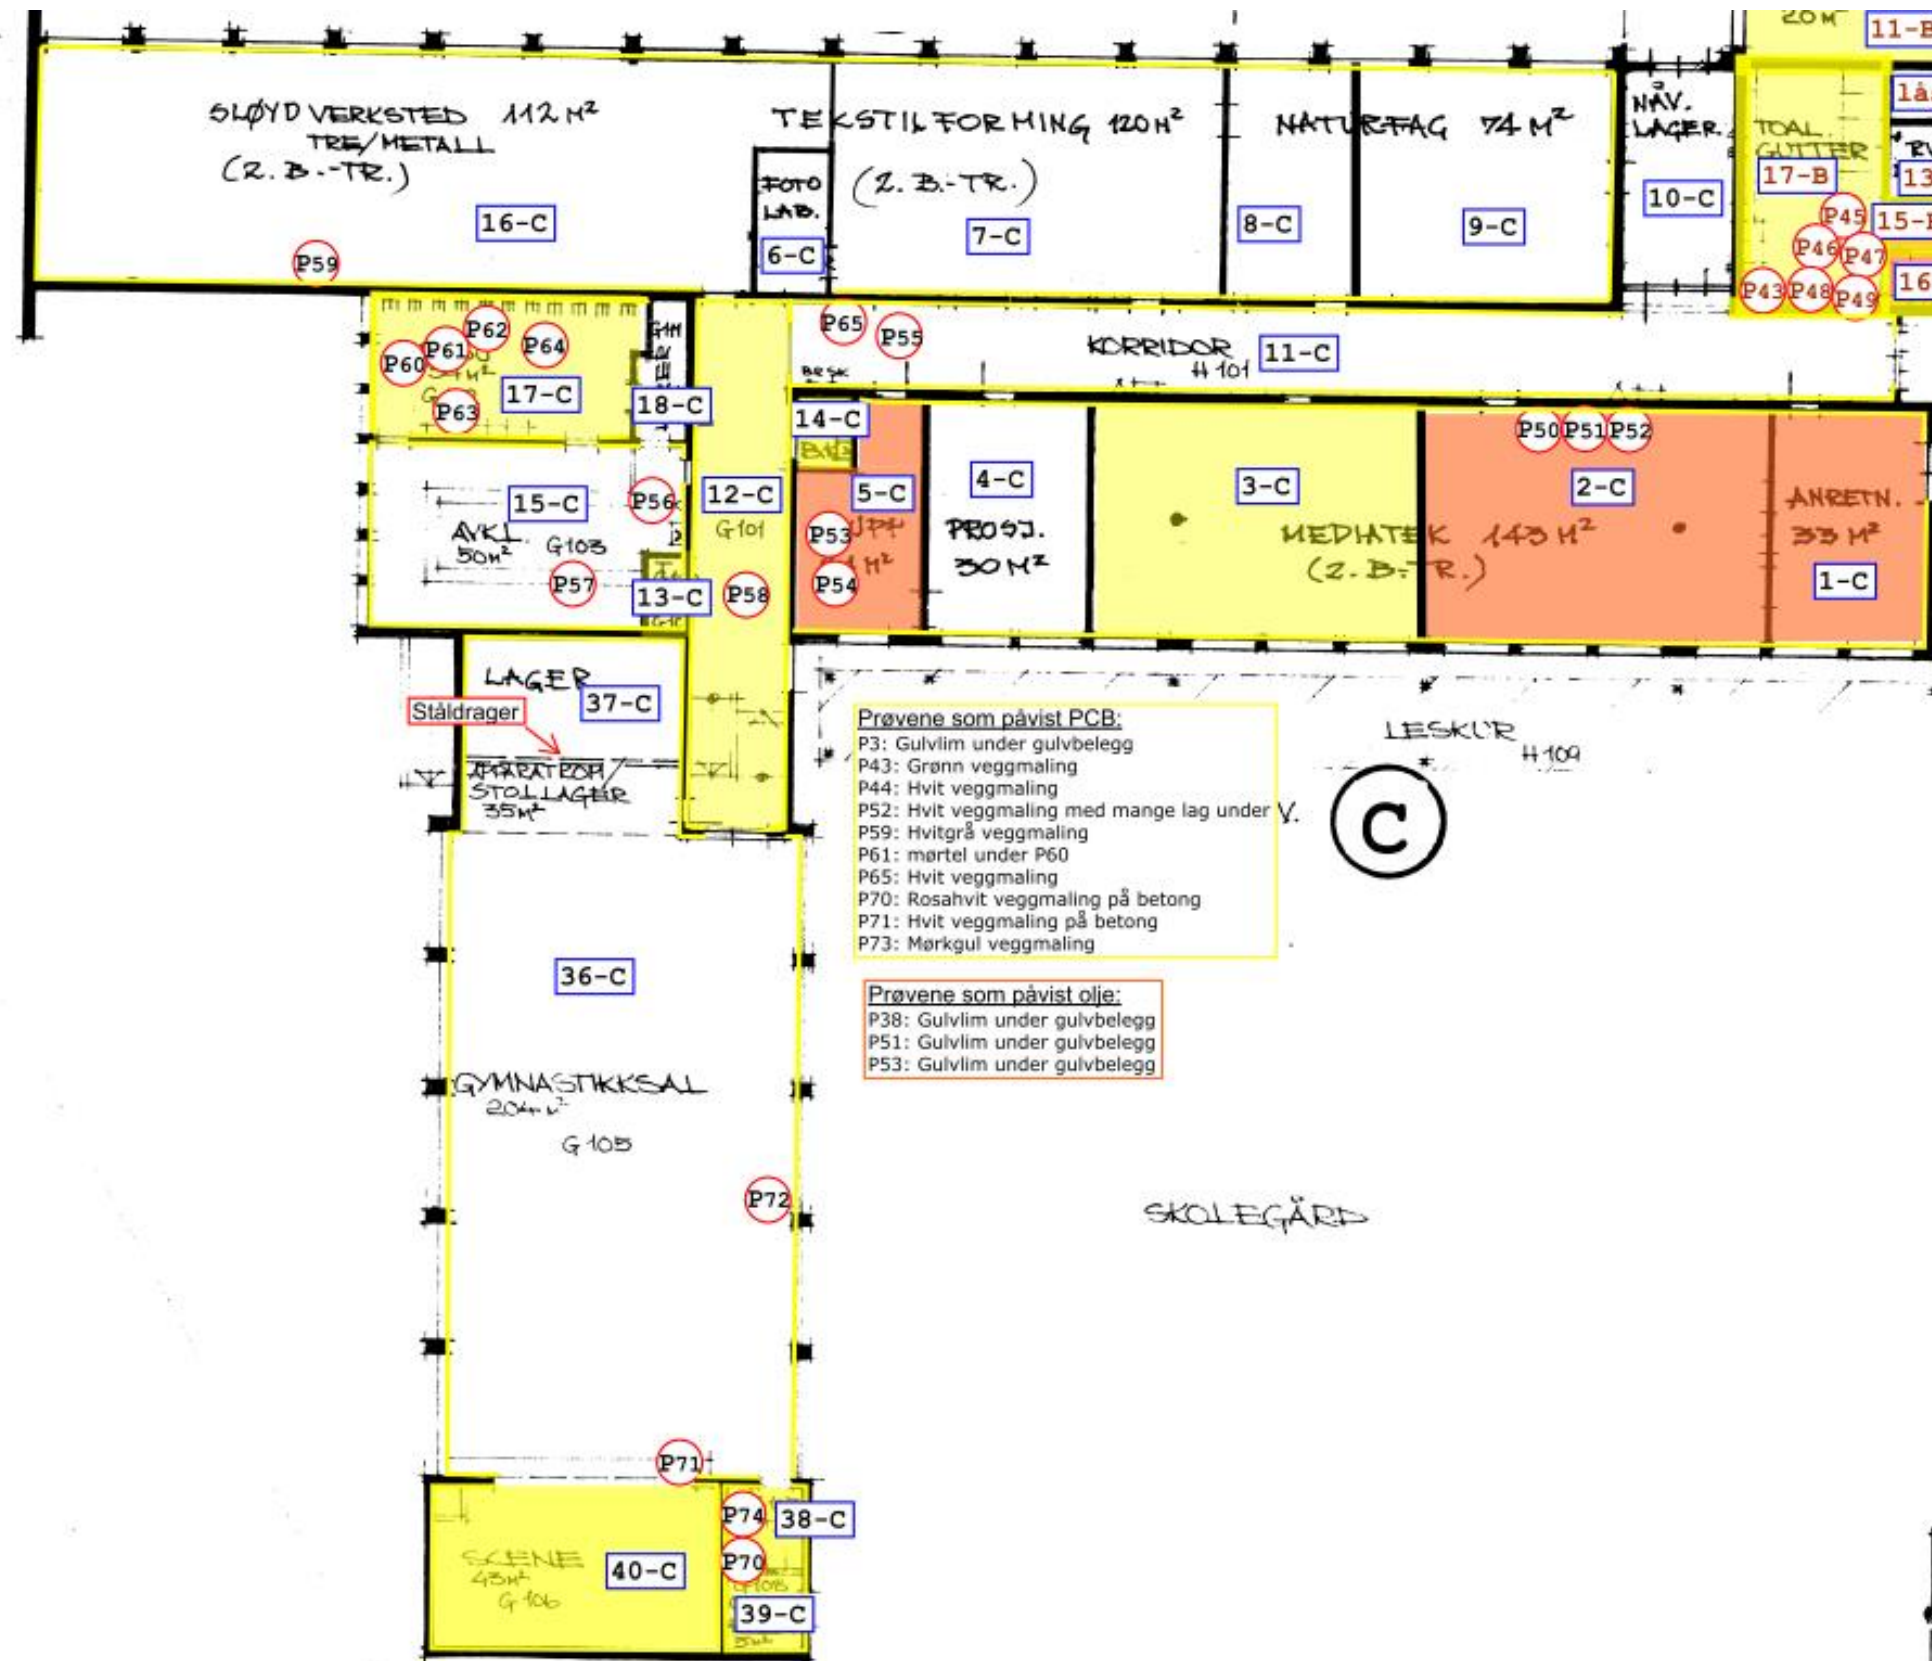 20 M²
11-B
SLØYD VERKSTED 112 M²
TRE/METALL
(2. B.-TR.)
16-C
P59
FOTO
LAB.
6-C
TEKSTILFORMING 120 M²
(2. B.-TR.)
7-C
NATURFAG 74 M²
8-C
9-C
NAV.
LAGER.
10-C
TOAL.
GUTTER
17-B
P45
P46
P47
P43
P48
P49
15-
13
16
P62
P61
P64
P60
P63
17-C
18-C
P65
P55
KORRIDOR
H 101
11-C
14-C
5-C
P53
P54
4-C
PROSJ.
30 M²
3-C
MEDIATEK 143 M²
(2. B.-TR.)
P50
P51
P52
2-C
ANRETN.
33 M²
1-C
15-C
P56
AVKL.
50 M²
G103
P57
13-C
12-C
G101
P58
LAGER
37-C
Ståldrager
APPARATROM/
STOLLAGER
35 M²
LESKUR
H 109
Prøvene som påvist PCB:
P3: Gulvlim under gulvbelegg
P43: Grønn veggmaling
P44: Hvit veggmaling
P52: Hvit veggmaling med mange lag under
P59: Hvitgrå veggmaling
P61: mørtel under P60
P65: Hvit veggmaling
P70: Rosahvit veggmaling på betong
P71: Hvit veggmaling på betong
P73: Mørkgul veggmaling
V.
C
Prøvene som påvist olje:
P38: Gulvlim under gulvbelegg
P51: Gulvlim under gulvbelegg
P53: Gulvlim under gulvbelegg
36-C
GYMNASTIKKSAL
204 M²
G 105
P72
SKOLEGÅRD
P71
P74
38-C
P70
SCENE
43 M²
G 106
40-C
39-C